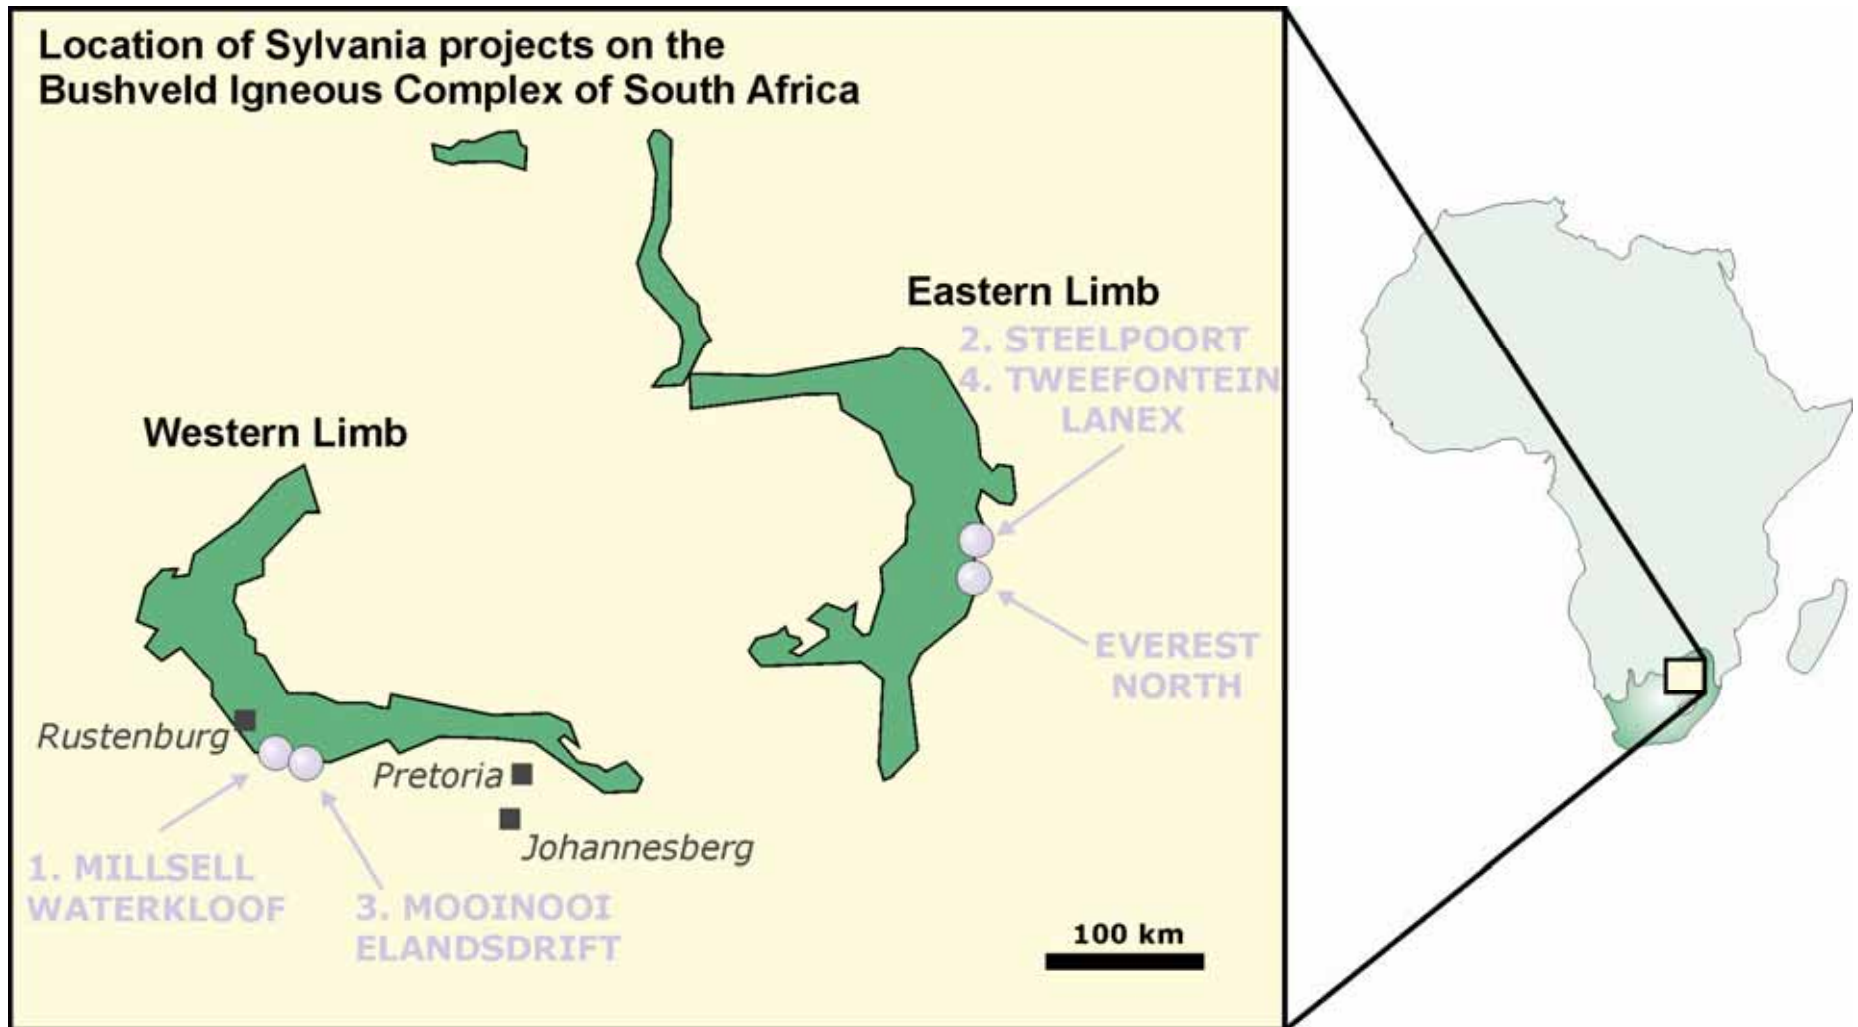 Location of Sylvania projects on the
Bushveld Igneous Complex of South Africa
Eastern Limb
2. STEELPOORT
4. TWEEFONTEIN
LANEX
Western Limb
EVEREST
NORTH
Rustenburg
Pretoria
Johannesberg
1. MILLSELL
WATERKLOOF
3. MOOINOOI
ELANDSDRIFT
100 km